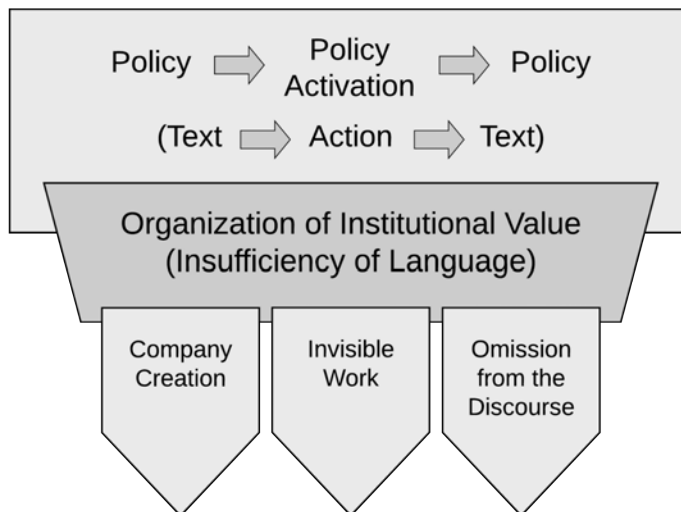 Policy Policy Activation Policy
(Text Action Text)
Organization of Institutional Value
(Insufficiency of Language)
Company
Creation
Invisible
Work
Omission
from the
Discourse